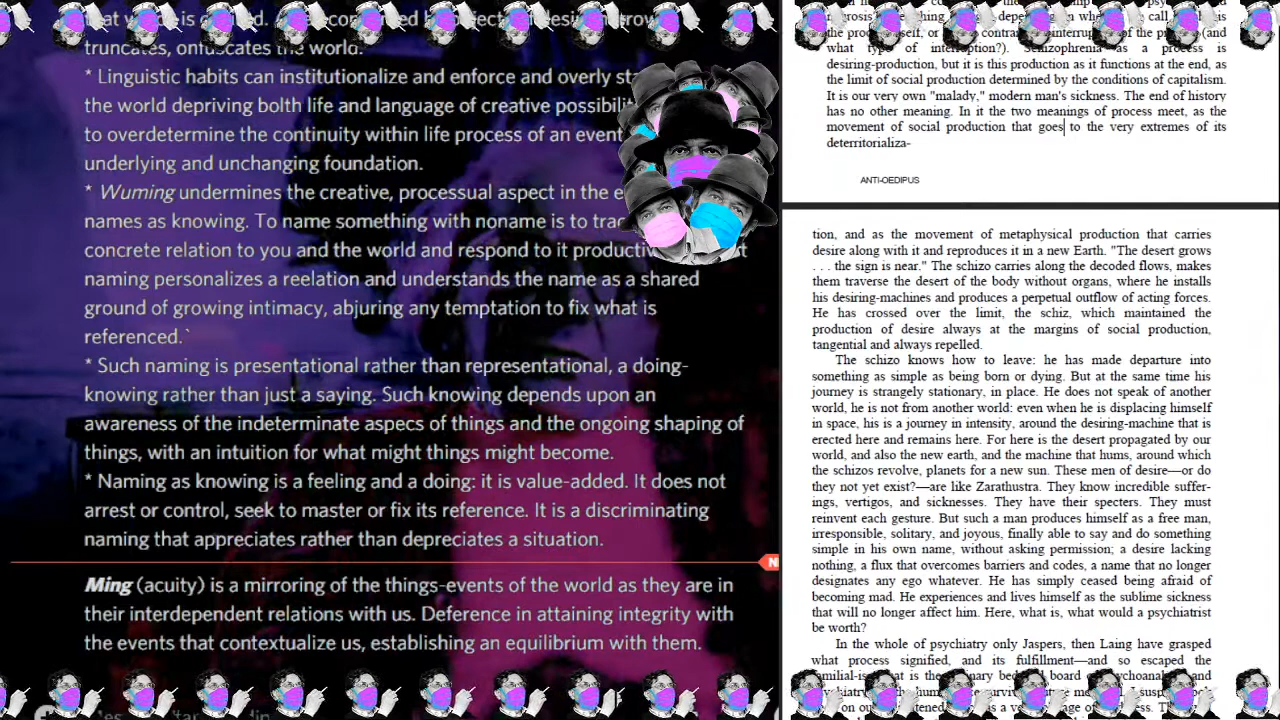 truncates, onfuscates the world.
* Linguistic habits can institutionalize and enforce and overly
the world depriving bolth life and language of creative
to overdetermine the continuity within life process of an event
underlying and unchanging foundation.
* Wuming undermines the creative, processual aspect in the
names as knowing. To name something with noname is to
concrete relation to you and the world and respond to it
naming personalizes a reelation and understands the name as a shared
ground of growing intimacy, abjuring any temptation to fix what is
referenced.`
* Such naming is presentational rather than representational, a doing-
knowing rather than just a saying. Such knowing depends upon an
awareness of the indeterminate aspecs of things and the ongoing shaping of
things, with an intuition for what might things might become.
* Naming as knowing is a feeling and a doing: it is value-added. It does not
arrest or control, seek to master or fix its reference. It is a discriminating
naming that appreciates rather than depreciates a situation.
N
Ming (acuity) is a mirroring of the things-events of the world as they are in
their interdependent relations with us. Deference in attaining integrity with
the events that contextualize us, establishing an equilibrium with them.
the of the (and
what type of Schizophrenia as a process is
desiring-production, but it is this production as it functions at the end, as
the limit of social production determined by the conditions of capitalism.
It is our very own "malady," modern man's sickness. The end of history
has no other meaning. In it the two meanings of process meet, as the
movement of social production that goes to the very extremes of its
deterritorializa-
ANTI-OEDIPUS
tion, and as the movement of metaphysical production that carries
desire along with it and reproduces it in a new Earth. "The desert grows
. . . the sign is near." The schizo carries along the decoded flows, makes
them traverse the desert of the body without organs, where he installs
his desiring-machines and produces a perpetual outflow of acting forces.
He has crossed over the limit, the schiz, which maintained the
production of desire always at the margins of social production,
tangential and always repelled.
The schizo knows how to leave: he has made departure into
something as simple as being born or dying. But at the same time his
journey is strangely stationary, in place. He does not speak of another
world, he is not from another world: even when he is displacing himself
in space, his is a journey in intensity, around the desiring-machine that is
erected here and remains here. For here is the desert propagated by our
world, and also the new earth, and the machine that hums, around which
the schizos revolve, planets for a new sun. These men of desire—or do
they not yet exist?—are like Zarathustra. They know incredible suffer-
ings, vertigos, and sicknesses. They have their specters. They must
reinvent each gesture. But such a man produces himself as a free man,
irresponsible, solitary, and joyous, finally able to say and do something
simple in his own name, without asking permission; a desire lacking
nothing, a flux that overcomes barriers and codes, a name that no longer
designates any ego whatever. He has simply ceased being afraid of
becoming mad. He experiences and lives himself as the sublime sickness
that will no longer affect him. Here, what is, what would a psychiatrist
be worth?
In the whole of psychiatry only Jaspers, then Laing have grasped
what process signified, and its fulfillment—and so escaped the